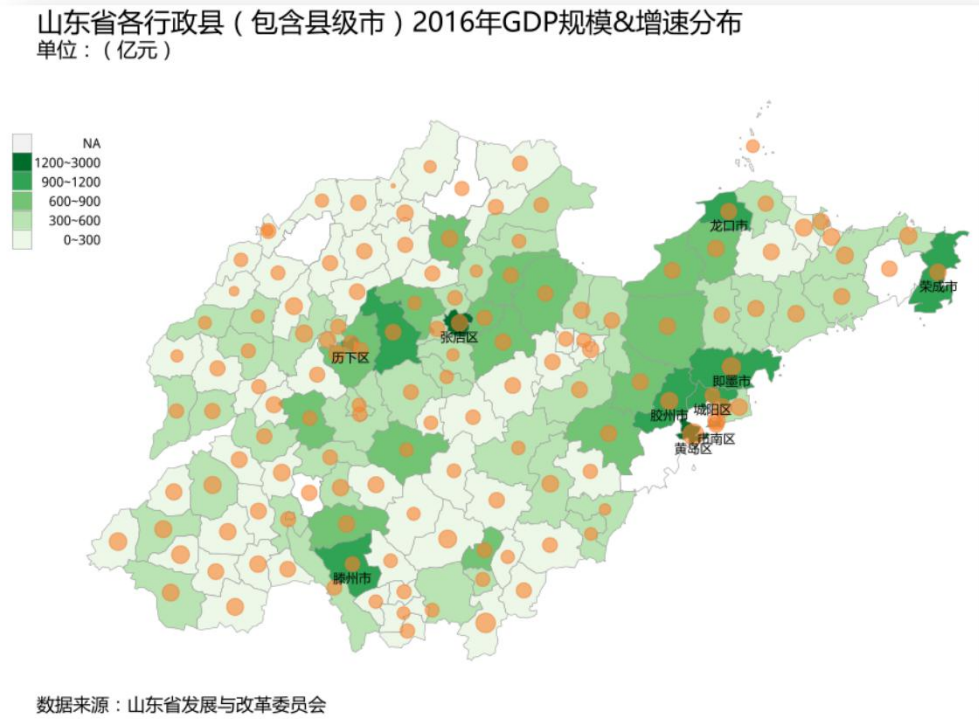 山东省各行政县（包含县级市）2016年GDP规模&增速分布
单位：（亿元）
NA
1200~3000
900~1200
600~900
300~600
0~300
龙口市
荣成市
张店区
历下区
即墨市
胶州市
城阳区
市南区
黄岛区
滕州市
数据来源：山东省发展与改革委员会